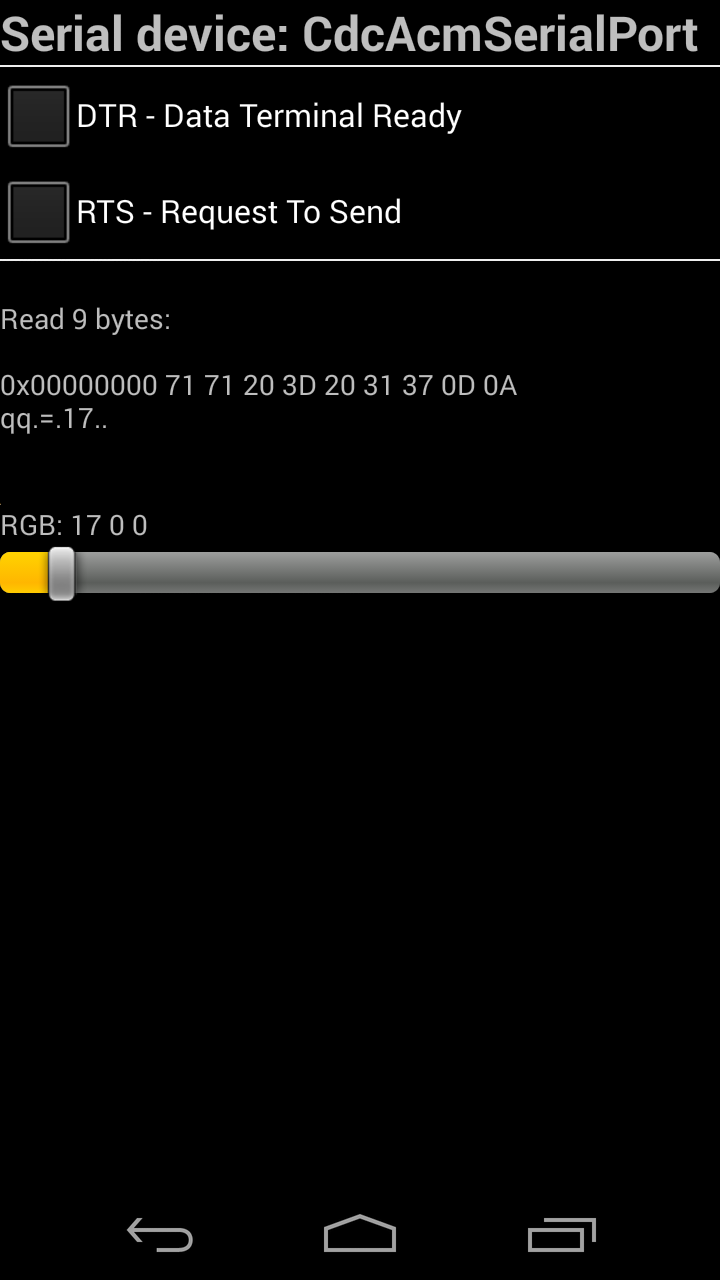 Serial device: CdcAcmSerialPort
DTR - Data Terminal Ready
RTS - Request To Send
Read 9 bytes:
0x00000000 71 71 20 3D 20 31 37 0D 0A
qq.=.17..
RGB: 17 0 0